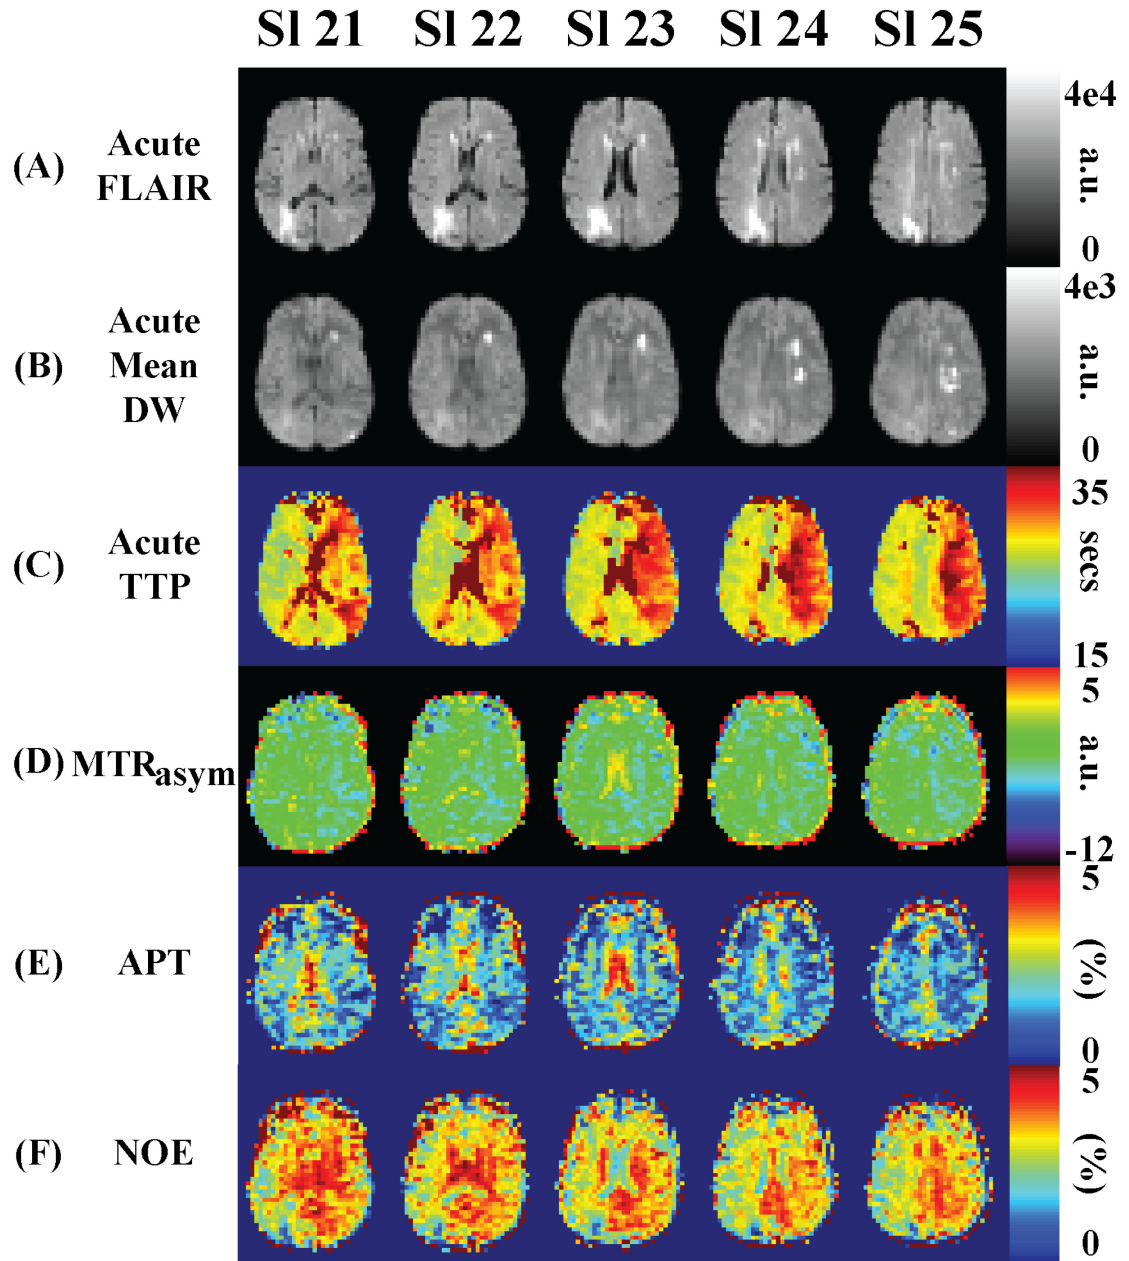 Sl 21 Sl 22 Sl 23 Sl 24 Sl 25
(A) Acute FLAIR
4e4
a.u.
0
(B) Acute Mean DW
4e3
a.u.
0
(C) Acute TTP
35
secs
15
(D) MTRasym
5
a.u.
-12
(E) APT
5
(%)
0
(F) NOE
5
(%)
0